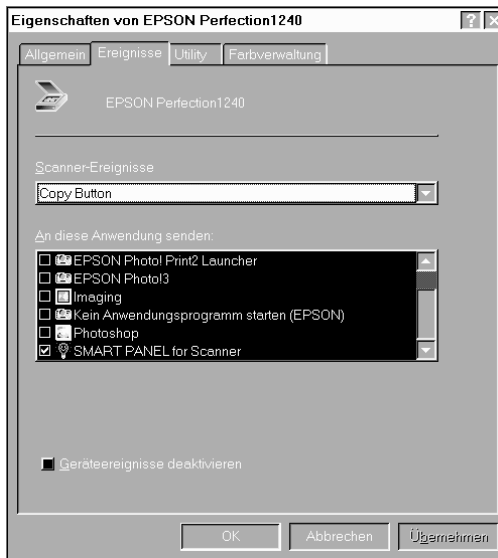 Eigenschaften von EPSON Perfection1240
Allgemein Ereignisse Utility Farbverwaltung
EPSON Perfection1240
Scanner-Ereignisse
Copy Button
An diese Anwendung senden:
EPSON Photo! Print2 Launcher
EPSON Photo!3
Imaging
Kein Anwendungsprogramm starten (EPSON)
Photoshop
SMART PANEL for Scanner
Geräteereignisse deaktivieren
OK Abbrechen Übernehmen